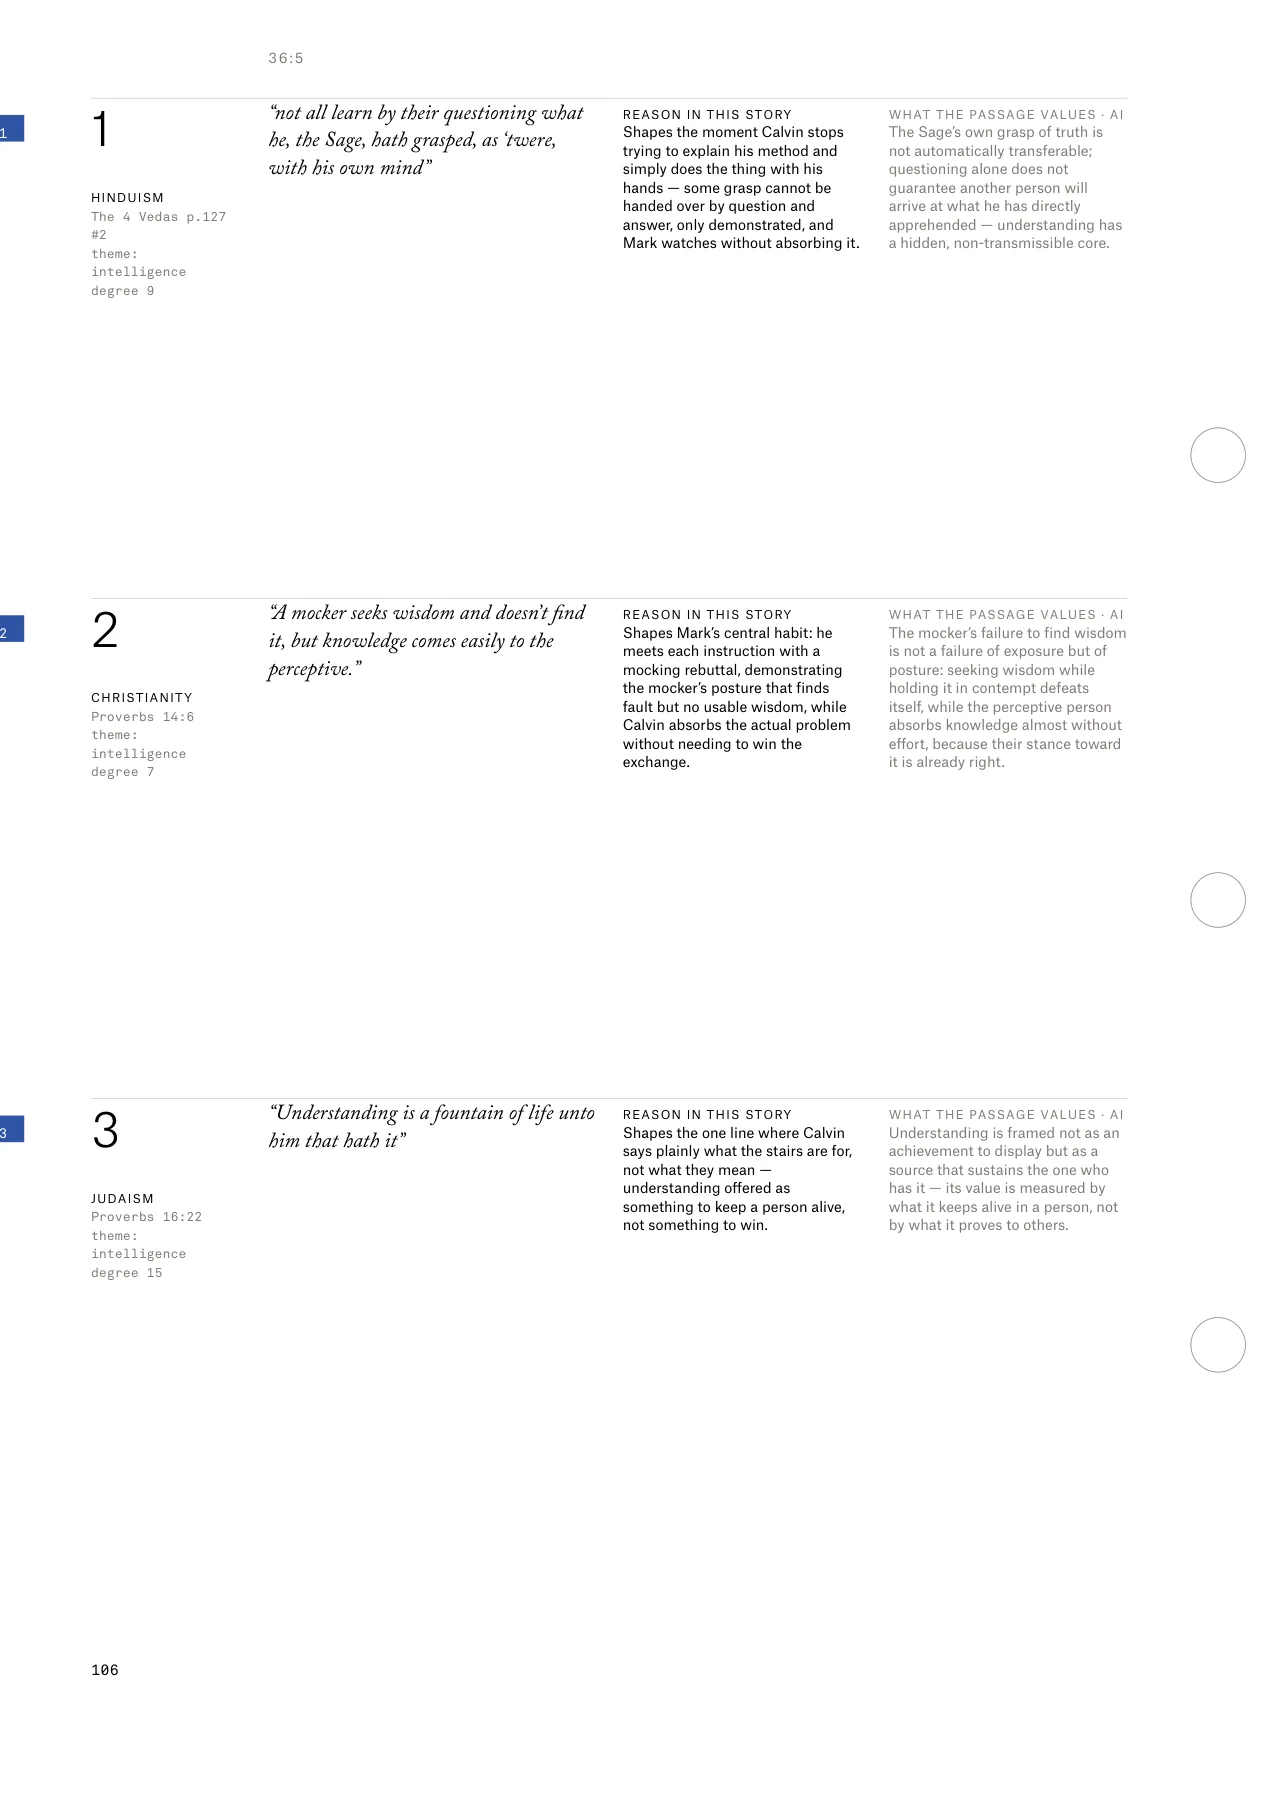 36:5
1
1
HINDUISM
The 4 Vedas p.127
#2
theme:
intelligence
degree 9
“not all learn by their questioning what
he, the Sage, hath grasped, as ‘twere,
with his own mind”
REASON IN THIS STORY
Shapes the moment Calvin stops
trying to explain his method and
simply does the thing with his
hands — some grasp cannot be
handed over by question and
answer, only demonstrated, and
Mark watches without absorbing it.
WHAT THE PASSAGE VALUES · AI
The Sage’s own grasp of truth is
not automatically transferable;
questioning alone does not
guarantee another person will
arrive at what he has directly
apprehended — understanding has
a hidden, non-transmissible core.
2
2
CHRISTIANITY
Proverbs 14:6
theme:
intelligence
degree 7
“A mocker seeks wisdom and doesn’t find
it, but knowledge comes easily to the
perceptive.”
REASON IN THIS STORY
Shapes Mark’s central habit: he
meets each instruction with a
mocking rebuttal, demonstrating
the mocker’s posture that finds
fault but no usable wisdom, while
Calvin absorbs the actual problem
without needing to win the
exchange.
WHAT THE PASSAGE VALUES · AI
The mocker’s failure to find wisdom
is not a failure of exposure but of
posture: seeking wisdom while
holding it in contempt defeats
itself, while the perceptive person
absorbs knowledge almost without
effort, because their stance toward
it is already right.
3
3
JUDAISM
Proverbs 16:22
theme:
intelligence
degree 15
“Understanding is a fountain of life unto
him that hath it”
REASON IN THIS STORY
Shapes the one line where Calvin
says plainly what the stairs are for,
not what they mean —
understanding offered as
something to keep a person alive,
not something to win.
WHAT THE PASSAGE VALUES · AI
Understanding is framed not as an
achievement to display but as a
source that sustains the one who
has it — its value is measured by
what it keeps alive in a person, not
by what it proves to others.
106